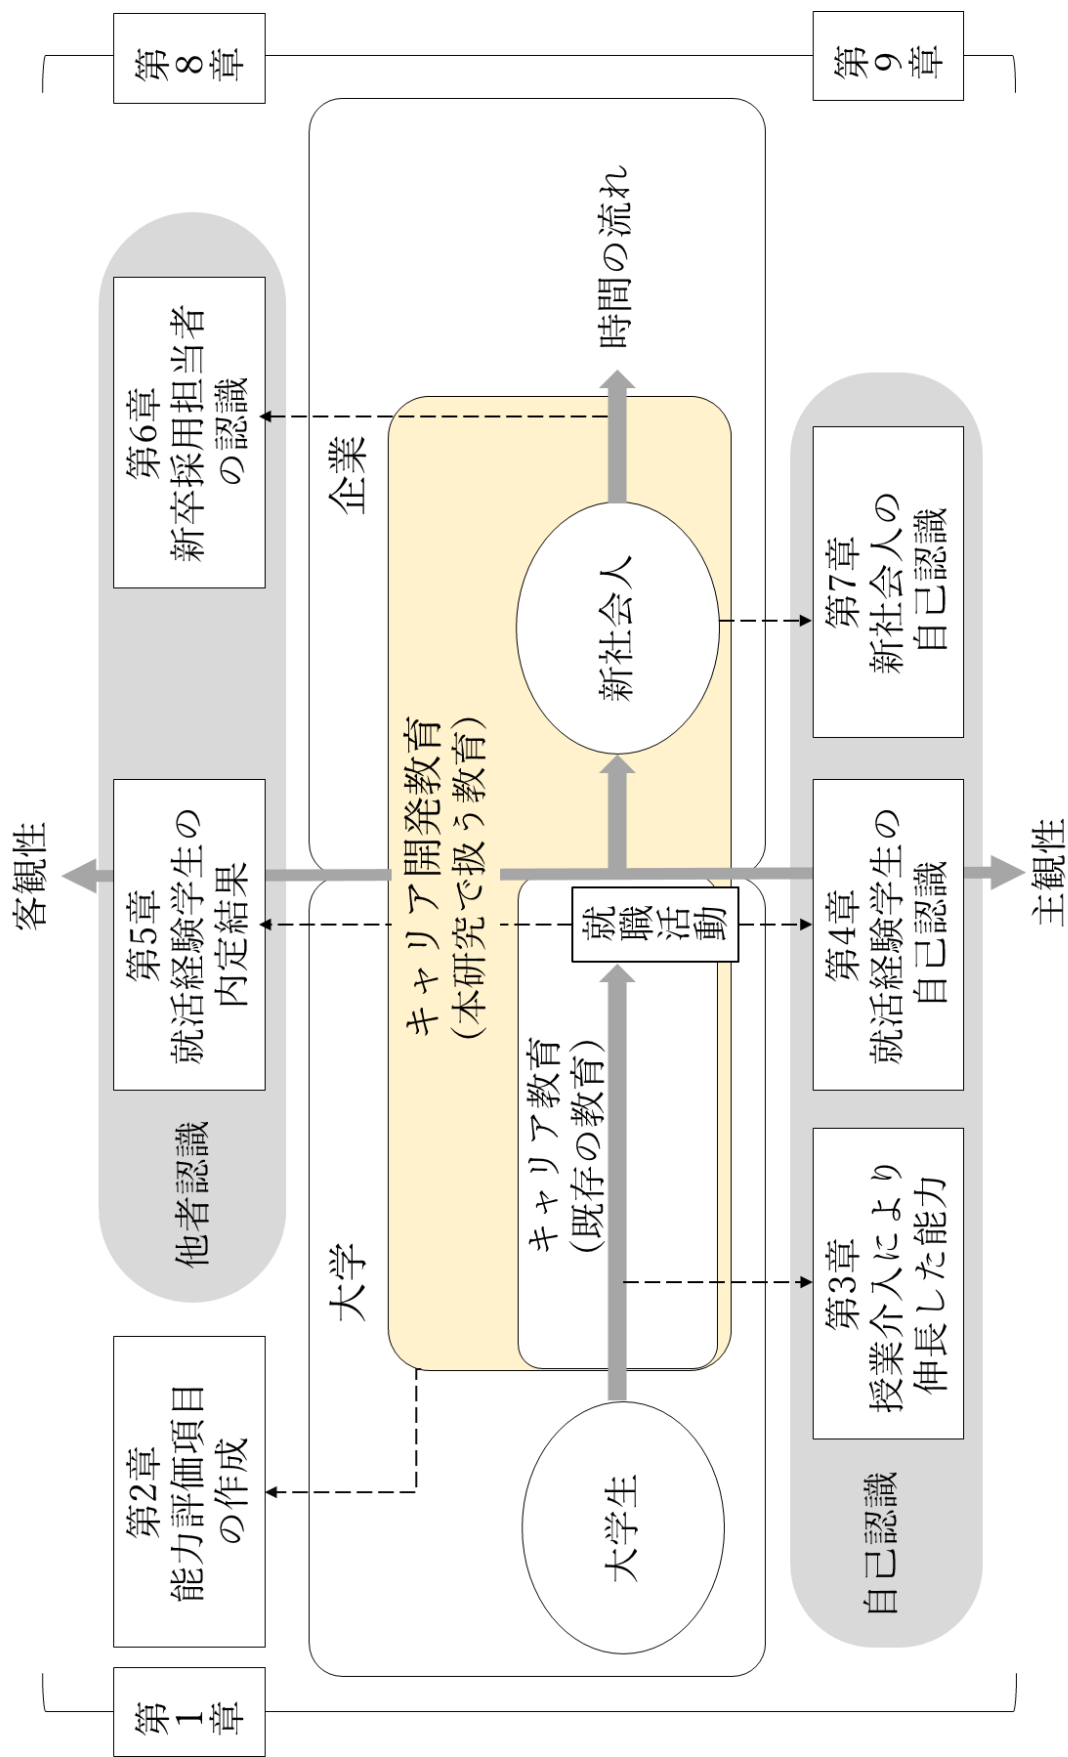 客観性
第1章
第2章
能力評価項目
の作成
他者認識
第5章
就活経験学生の
内定結果
第6章
新卒採用担当者
の認識
第8章
大学
企業
キャリア開発教育
(本研究で扱う教育)
キャリア教育
(既存の教育)
大学生
就職活動
新社会人
時間の流れ
自己認識
第3章
授業介入により
伸長した能力
第4章
就活経験学生の
自己認識
第7章
新社会人の
自己認識
第9章
主観性